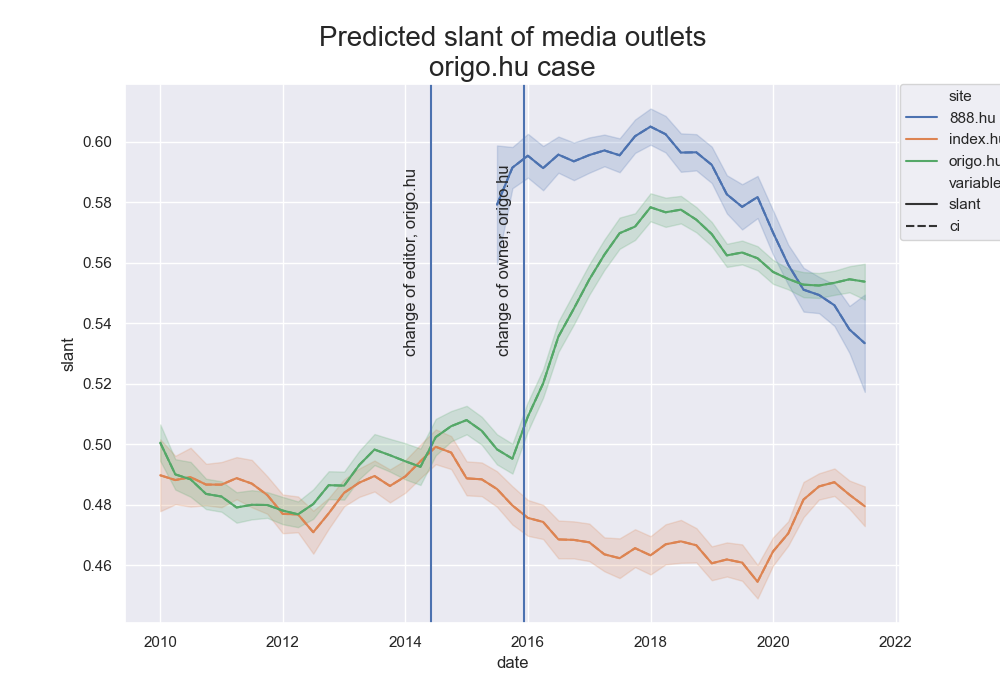 Predicted slant of media outlets
origo.hu case
site
888.hu
index.hu
origo.hu
variable
slant
ci
change of editor, origo.hu
change of owner, origo.hu
slant
0.60
0.58
0.56
0.54
0.52
0.50
0.48
0.46
2010
2012
2014
2016
2018
2020
2022
date